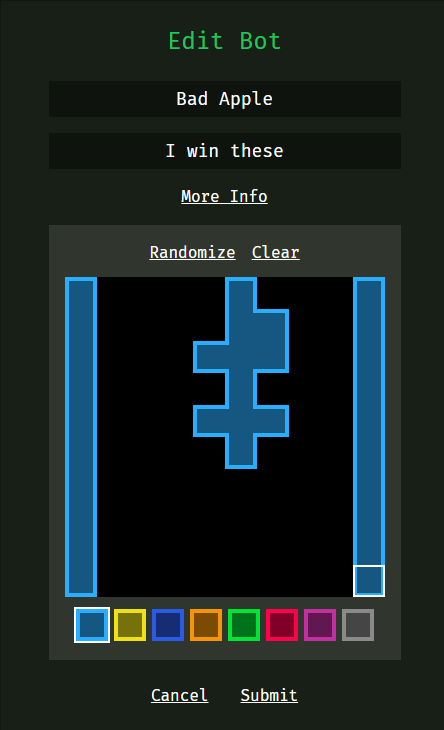 Edit Bot
Bad Apple
I win these
More Info
Randomize Clear
Cancel Submit